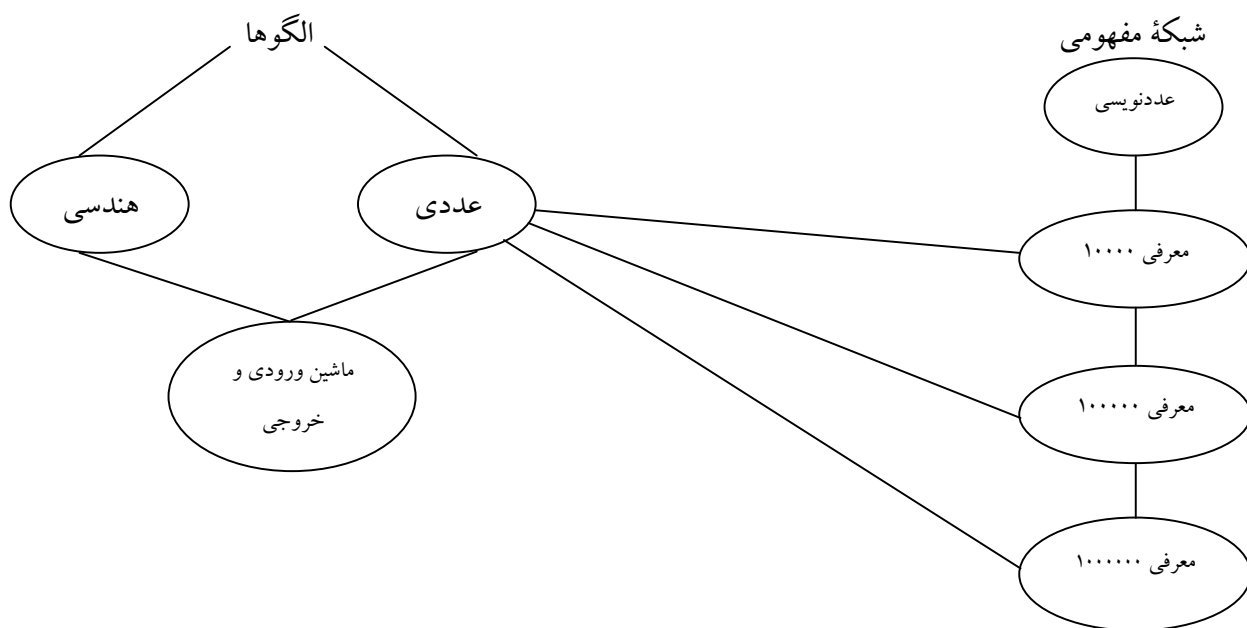 شبکهٔ مفهومی
الگوها
عددنویسی
عددی
هندسی
معرفی ۱۰۰۰۰
ماشین ورودی و
خروجی
معرفی ۱۰۰۰۰۰
معرفی ۱۰۰۰۰۰۰